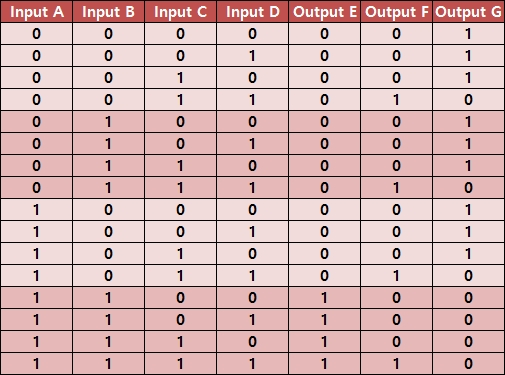 Input A Input B Input C Input D Output E Output F Output G
0 0 0 0 0 0 1
0 0 0 1 0 0 1
0 0 1 0 0 0 1
0 0 1 1 0 1 0
0 1 0 0 0 0 1
0 1 0 1 0 0 1
0 1 1 0 0 0 1
0 1 1 1 0 1 0
1 0 0 0 0 0 1
1 0 0 1 0 0 1
1 0 1 0 0 0 1
1 0 1 1 0 1 0
1 1 0 0 1 0 0
1 1 0 1 1 0 0
1 1 1 0 1 0 0
1 1 1 1 1 1 0